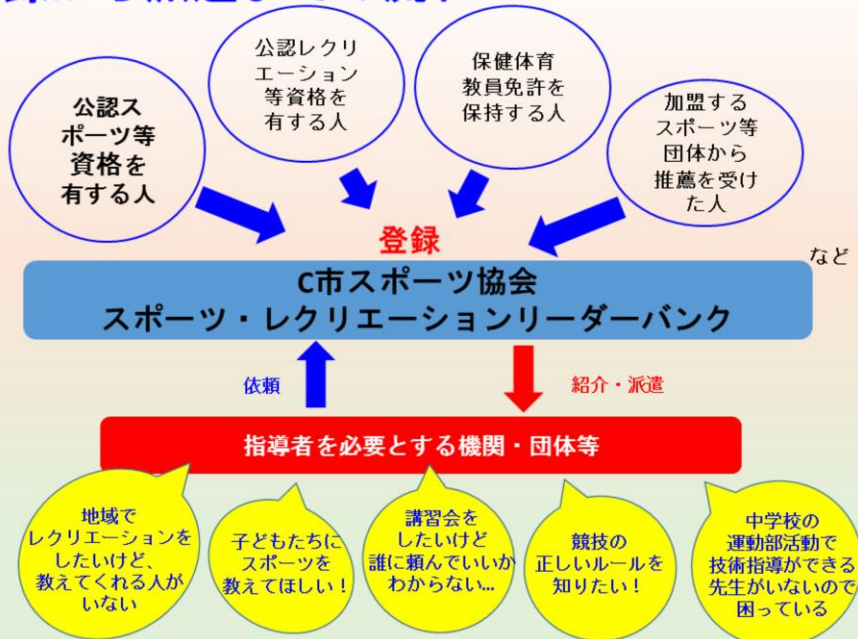 公認ス
ポーツ等
資格を
有する人
公認レクリ
エーション
等資格を
有する人
保健体育
教員免許を
保持する人
加盟する
スポーツ等
団体から
推薦を受け
た人
など
登録
C市スポーツ協会
スポーツ・レクリエーションリーダーバンク
依頼
紹介・派遣
指導者を必要とする機関・団体等
地域で
レクリエーションを
したいけど、
教えてくれる人が
いない
子どもたちに
スポーツを
教えてほしい！
講習会を
したいけど
誰に頼んでいいか
わからない…
競技の
正しいルールを
知りたい！
中学校の
運動部活動で
技術指導ができる
先生がいないので
困っている